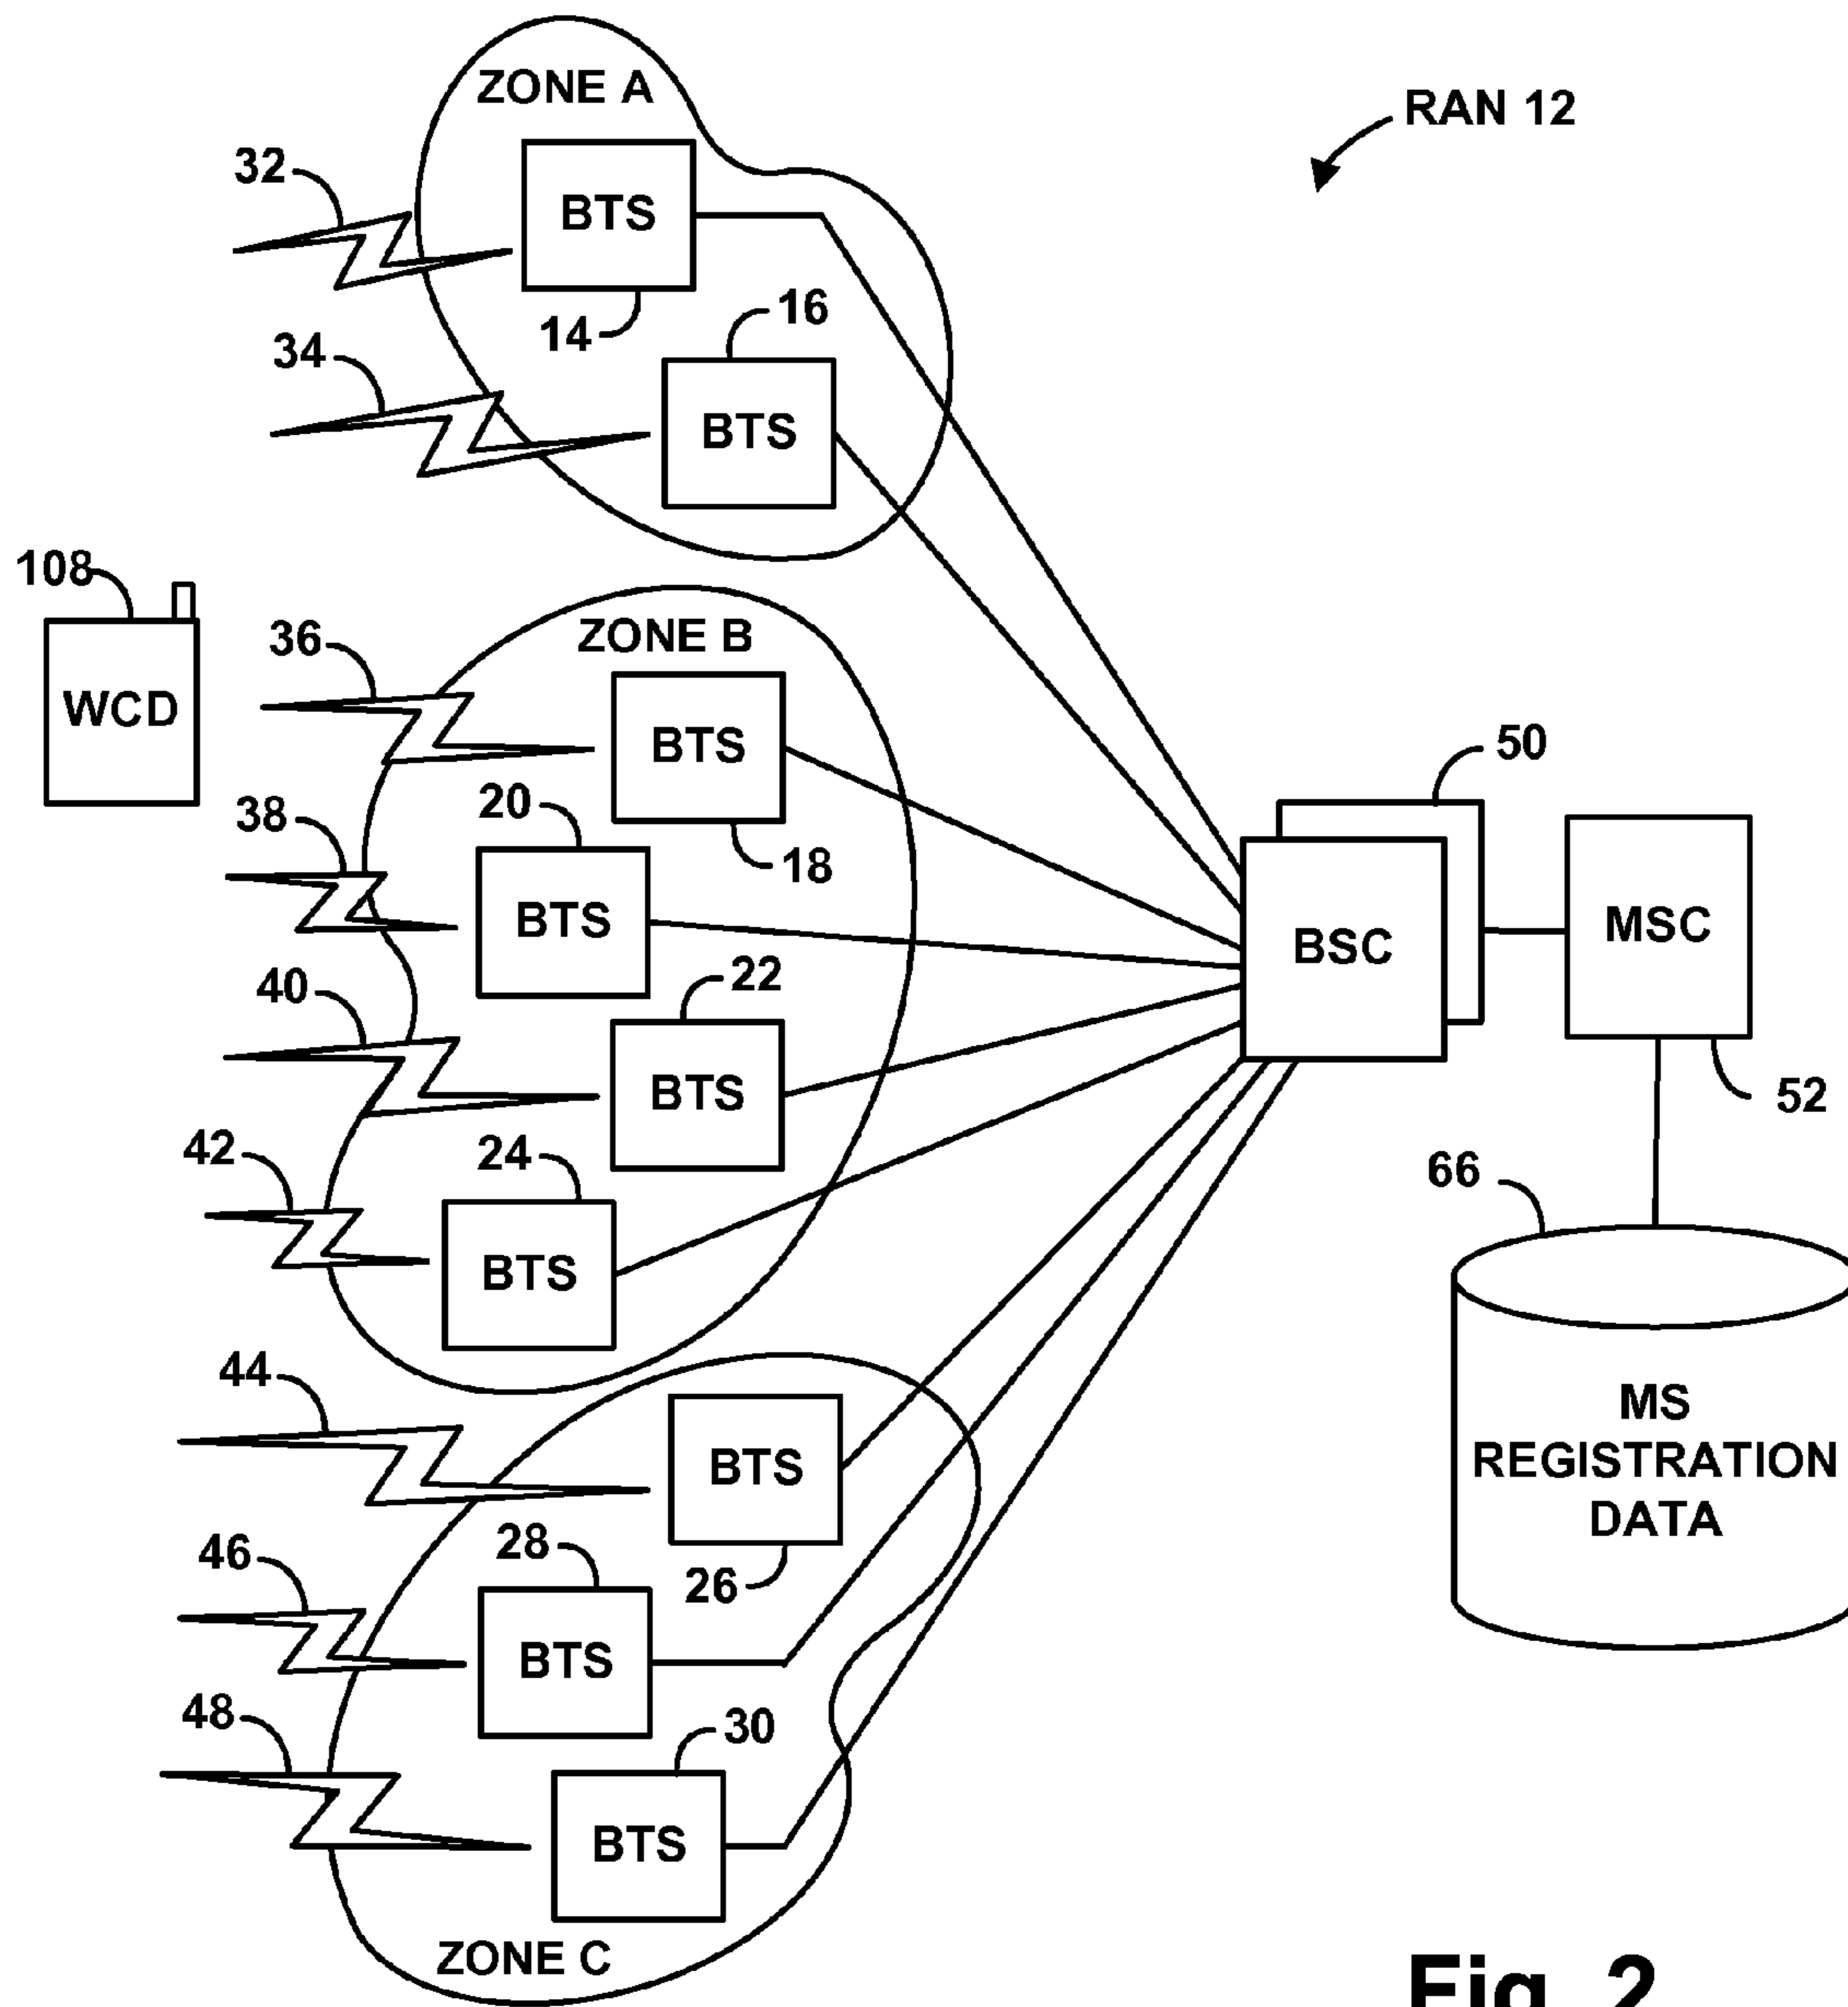 ZONE A
RAN 12
32
BTS
14
16
34
BTS
108
WCD
36
ZONE B
BTS
18
50
38
20
BTS
BSC
MSC
52
40
22
BTS
42
24
BTS
66
MS
REGISTRATION
DATA
44
BTS
26
46
28
BTS
48
30
BTS
ZONE C
Fig. 2